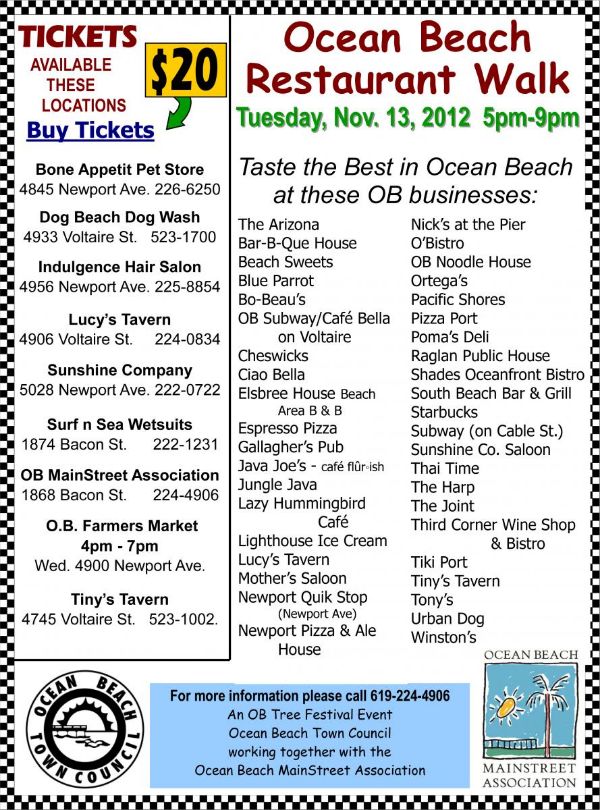 TICKETS
AVAILABLE
THESE
LOCATIONS
$20
Buy Tickets
Bone Appetit Pet Store
4845 Newport Ave. 226-6250
Dog Beach Dog Wash
4933 Voltaire St. 523-1700
Indulgence Hair Salon
4956 Newport Ave. 225-8854
Lucy's Tavern
4906 Voltaire St. 224-0834
Sunshine Company
5028 Newport Ave. 222-0722
Surf n Sea Wetsuits
1874 Bacon St. 222-1231
OB MainStreet Association
1868 Bacon St. 224-4906
O.B. Farmers Market
4pm - 7pm
Wed. 4900 Newport Ave.
Tiny's Tavern
4745 Voltaire St. 523-1002.
Ocean Beach
Restaurant Walk
Tuesday, Nov. 13, 2012 5pm-9pm
Taste the Best in Ocean Beach
at these OB businesses:
The Arizona
Bar-B-Que House
Beach Sweets
Blue Parrot
Bo-Beau's
OB Subway/Café Bella
on Voltaire
Cheswicks
Ciao Bella
Elsbree House Beach
Area B & B
Espresso Pizza
Gallagher's Pub
Java Joe's - café flûr-ish
Jungle Java
Lazy Hummingbird
Café
Lighthouse Ice Cream
Lucy's Tavern
Mother's Saloon
Newport Quik Stop
(Newport Ave)
Newport Pizza & Ale
House
Nick's at the Pier
O'Bistro
OB Noodle House
Ortega's
Pacific Shores
Pizza Port
Poma's Deli
Raglan Public House
Shades Oceanfront Bistro
South Beach Bar & Grill
Starbucks
Subway (on Cable St.)
Sunshine Co. Saloon
Thai Time
The Harp
The Joint
Third Corner Wine Shop
& Bistro
Tiki Port
Tiny's Tavern
Tony's
Urban Dog
Winston's
OCEAN BEACH
TOWN COUNCIL
For more information please call 619-224-4906
An OB Tree Festival Event
Ocean Beach Town Council
working together with the
Ocean Beach MainStreet Association
OCEAN BEACH
MAINSTREET
ASSOCIATION